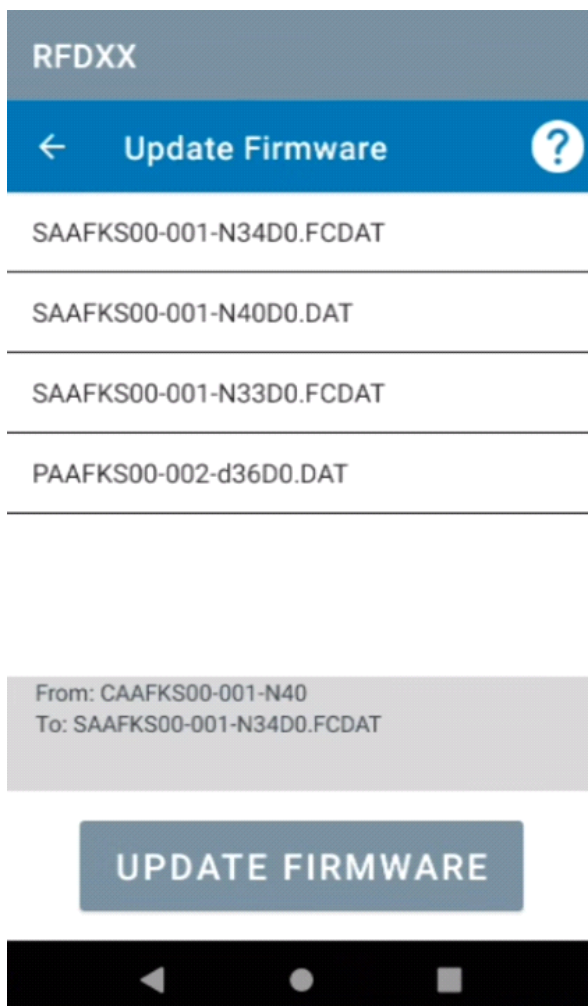 RFDXX
Update Firmware
SAAFKS00-001-N34D0.FCDAT
SAAFKS00-001-N40D0.DAT
SAAFKS00-001-N33D0.FCDAT
PAAFKS00-002-d36D0.DAT
From: CAAFKS00-001-N40
To: SAAFKS00-001-N34D0.FCDAT
UPDATE FIRMWARE